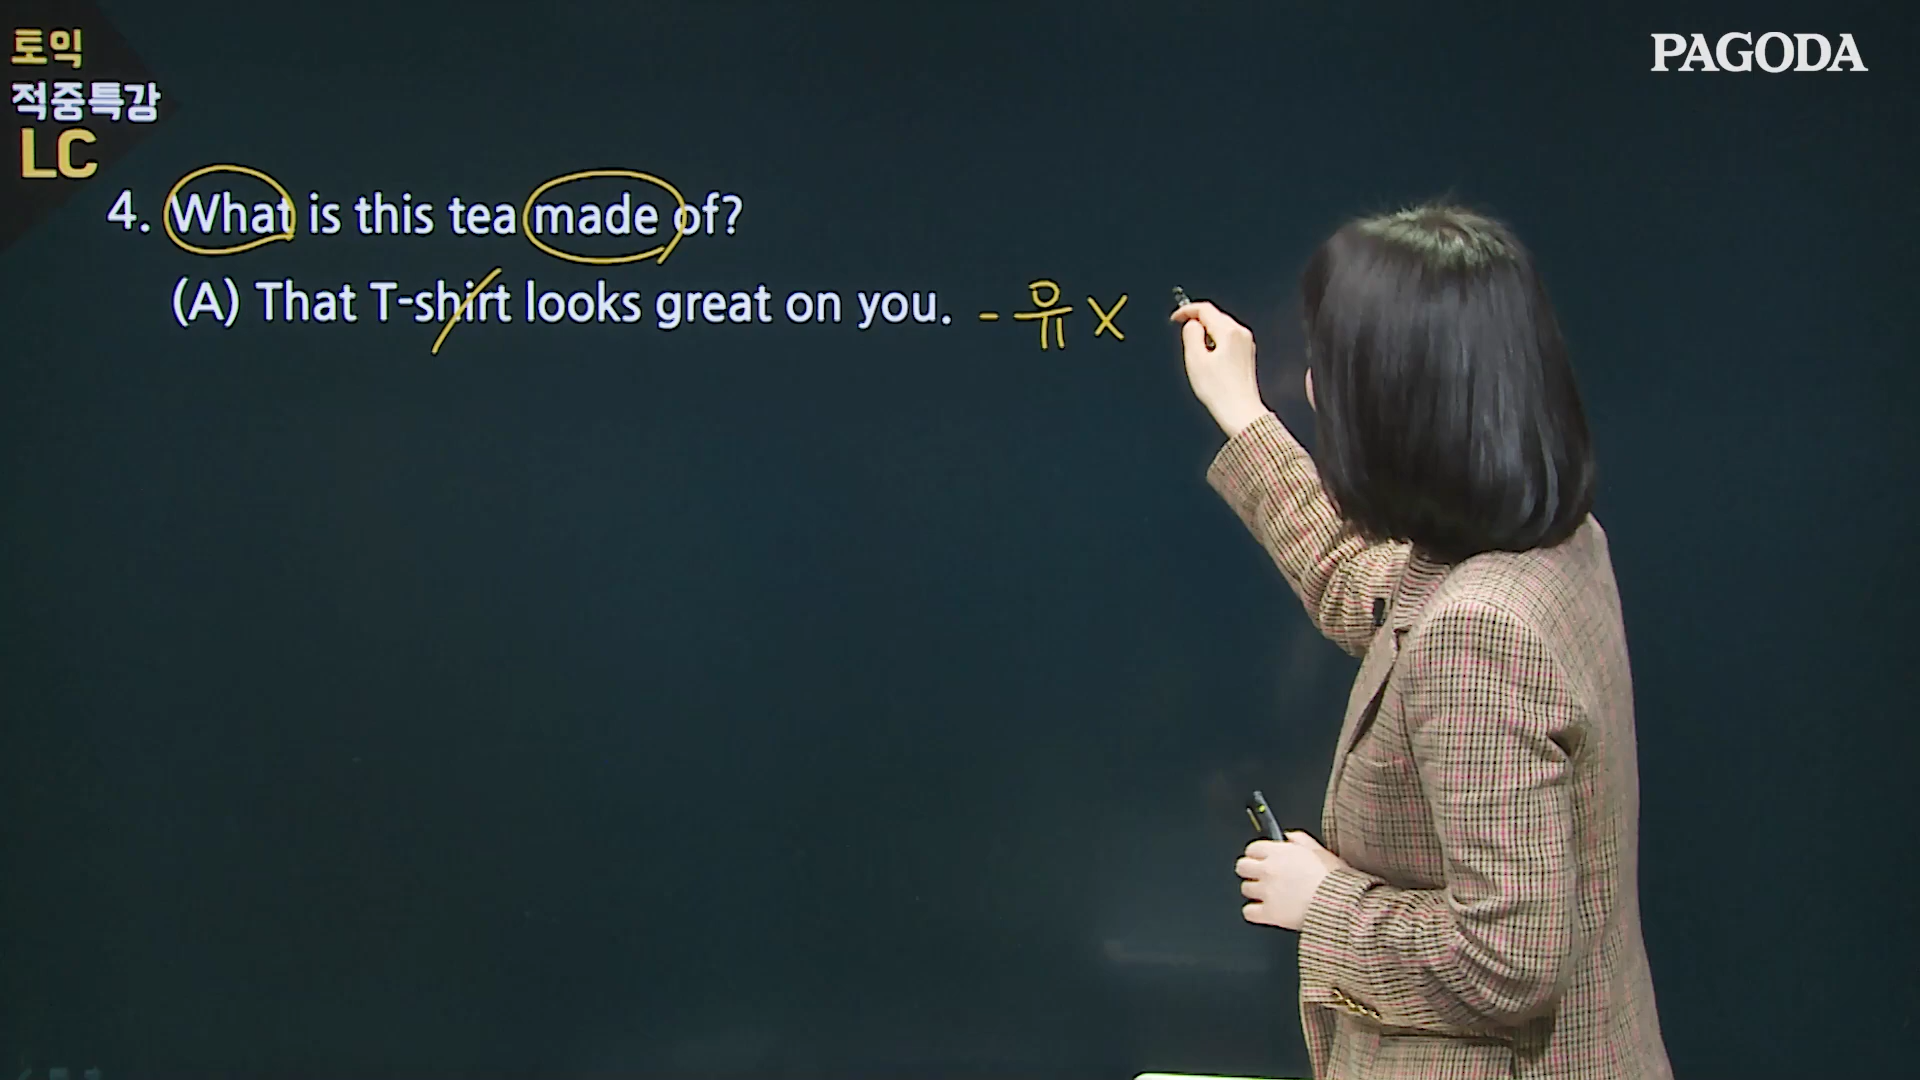 토익
적중특강
LC
PAGODA
4. What is this tea made of?
(A) That T-shirt looks great on you. - 유 X